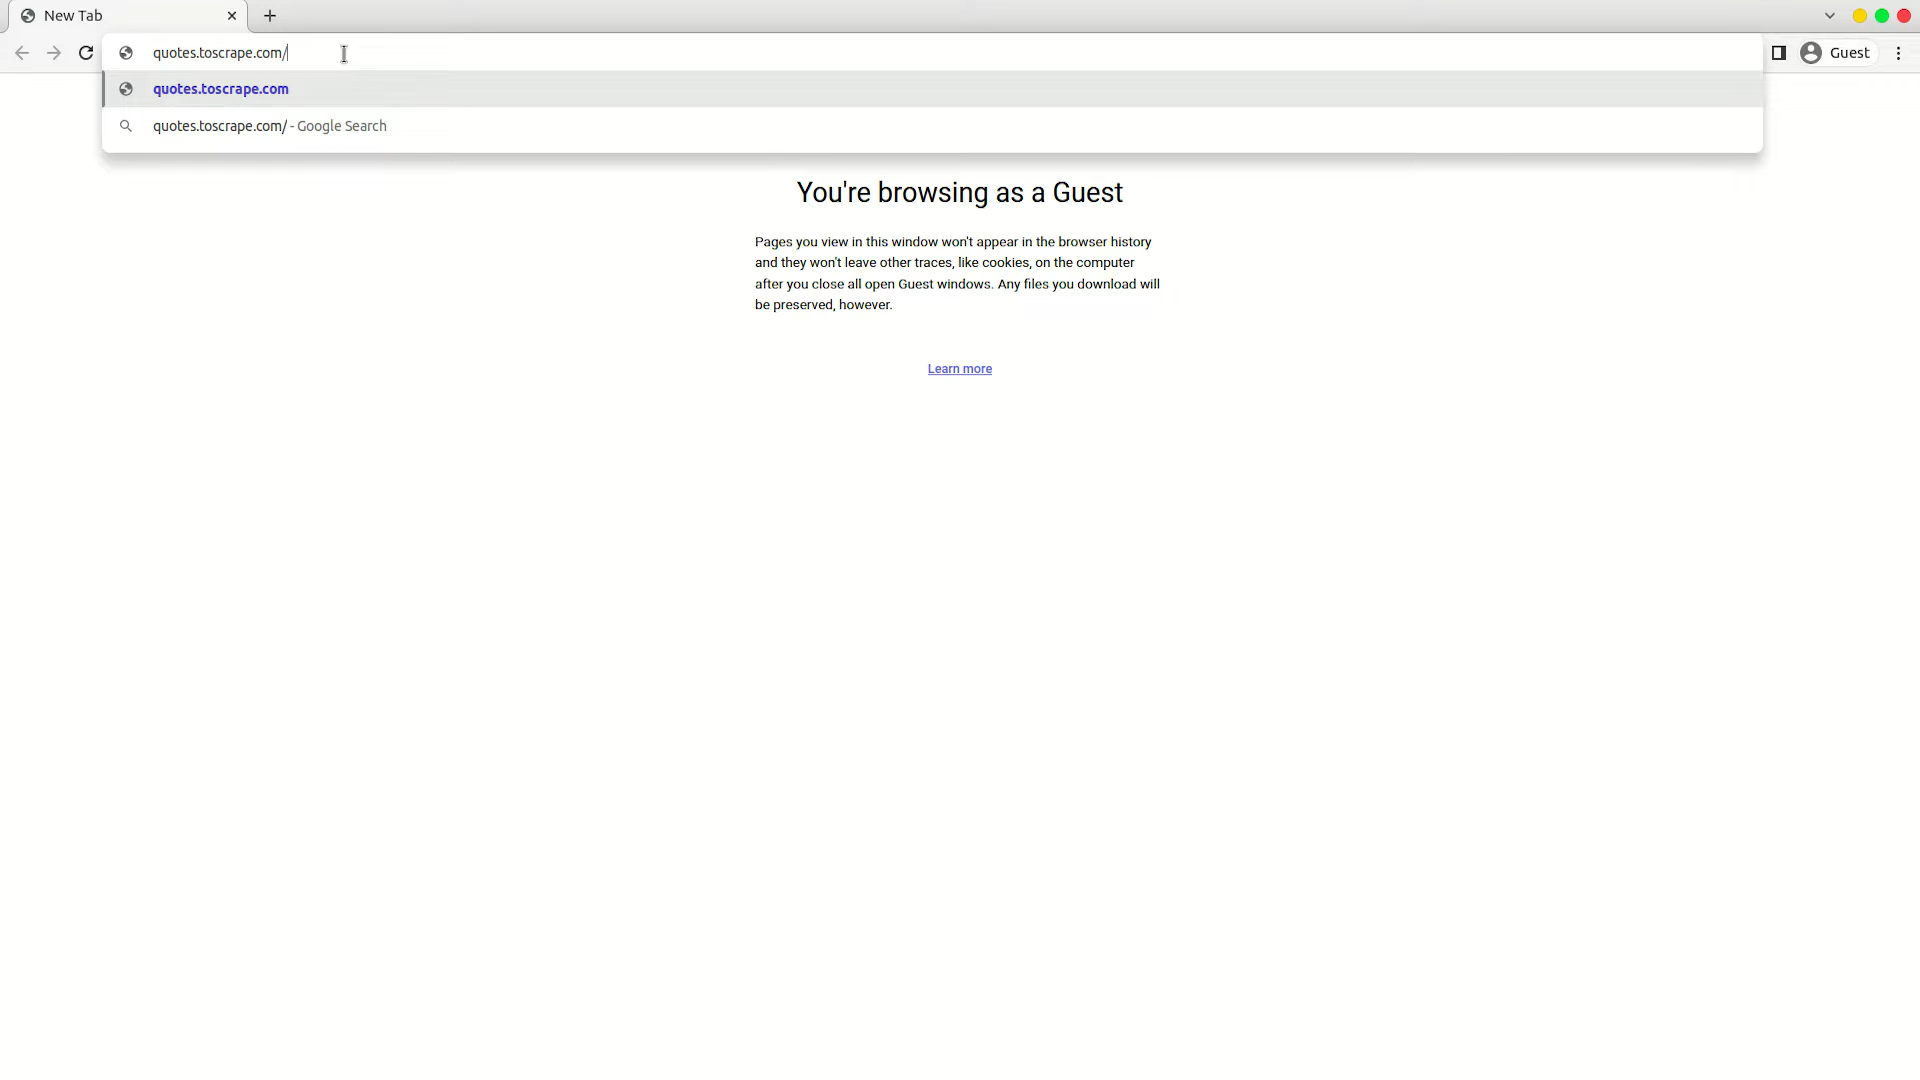 New Tab
quotes.toscrape.com/
Guest
quotes.toscrape.com
quotes.toscrape.com/ - Google Search
You're browsing as a Guest
Pages you view in this window won't appear in the browser history
and they won't leave other traces, like cookies, on the computer
after you close all open Guest windows. Any files you download will
be preserved, however.
Learn more